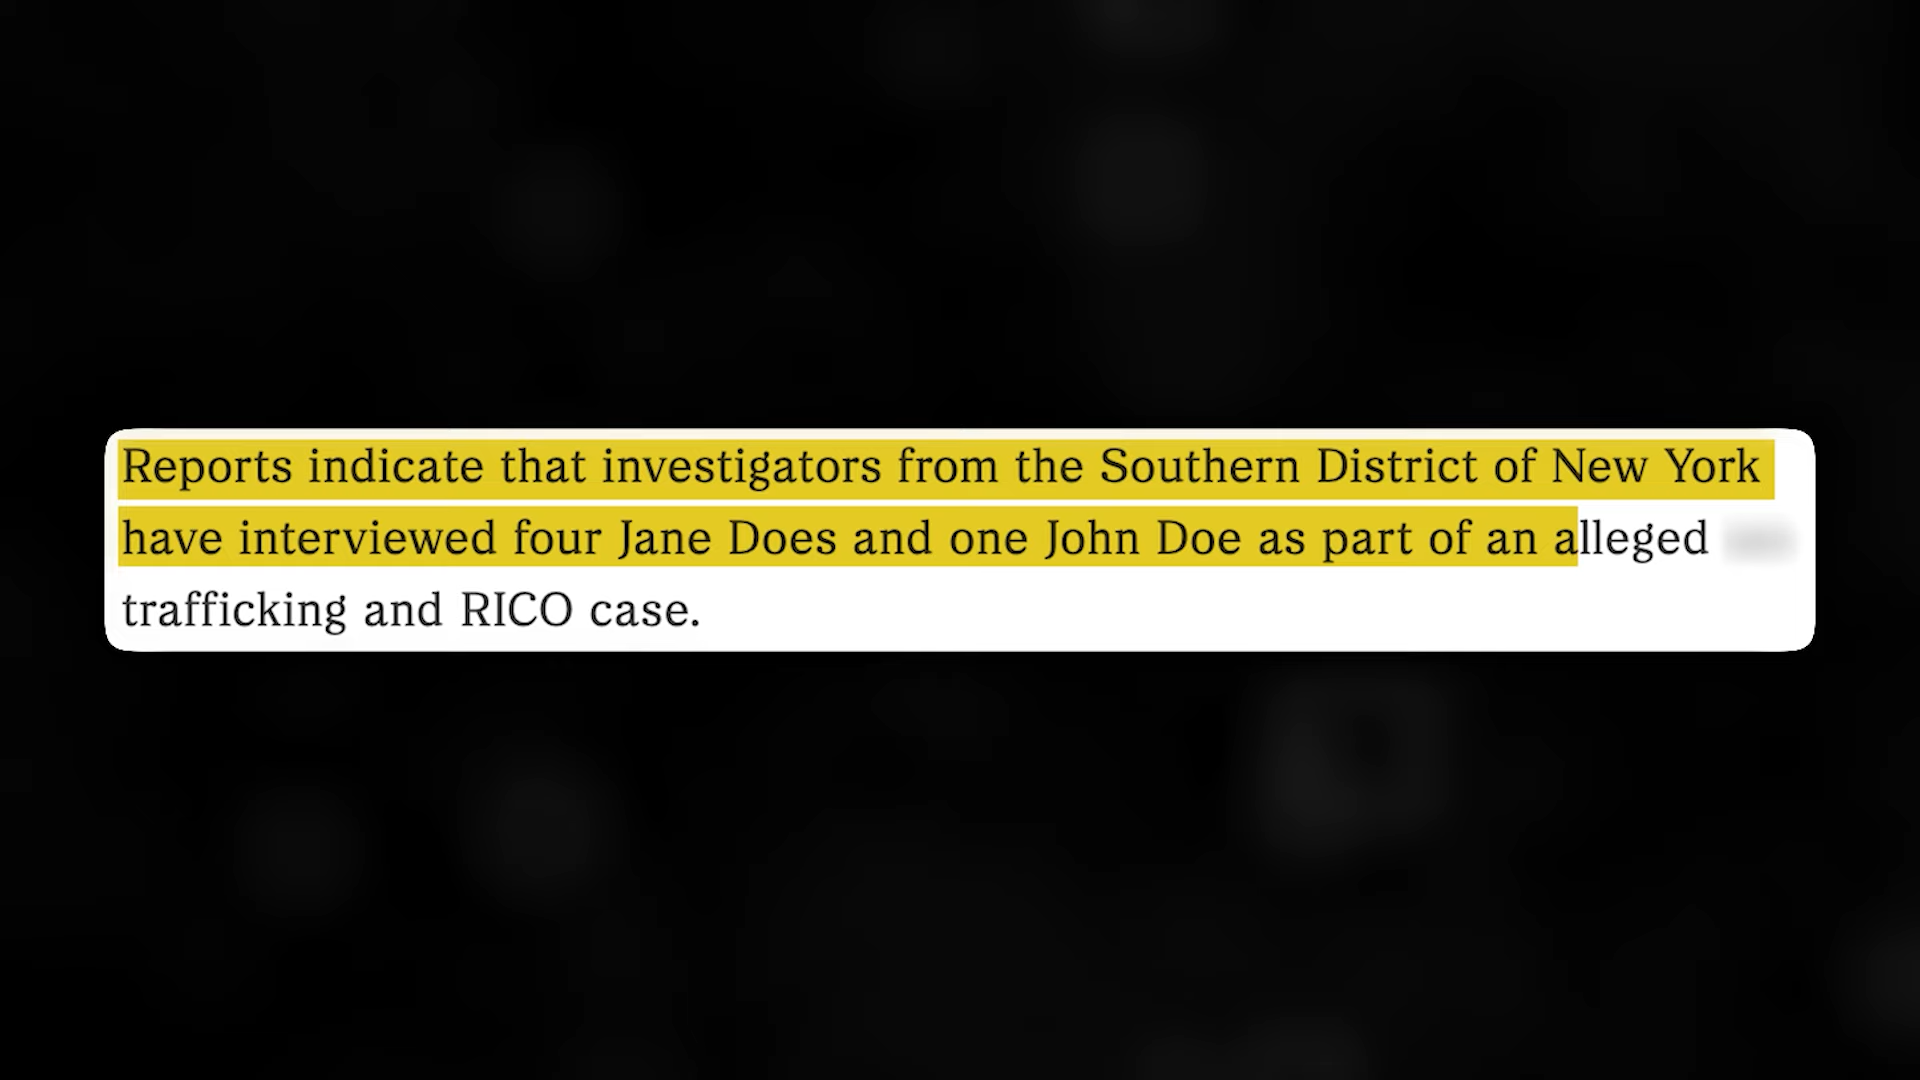 Reports indicate that investigators from the Southern District of New York
have interviewed four Jane Does and one John Doe as part of an alleged
trafficking and RICO case.